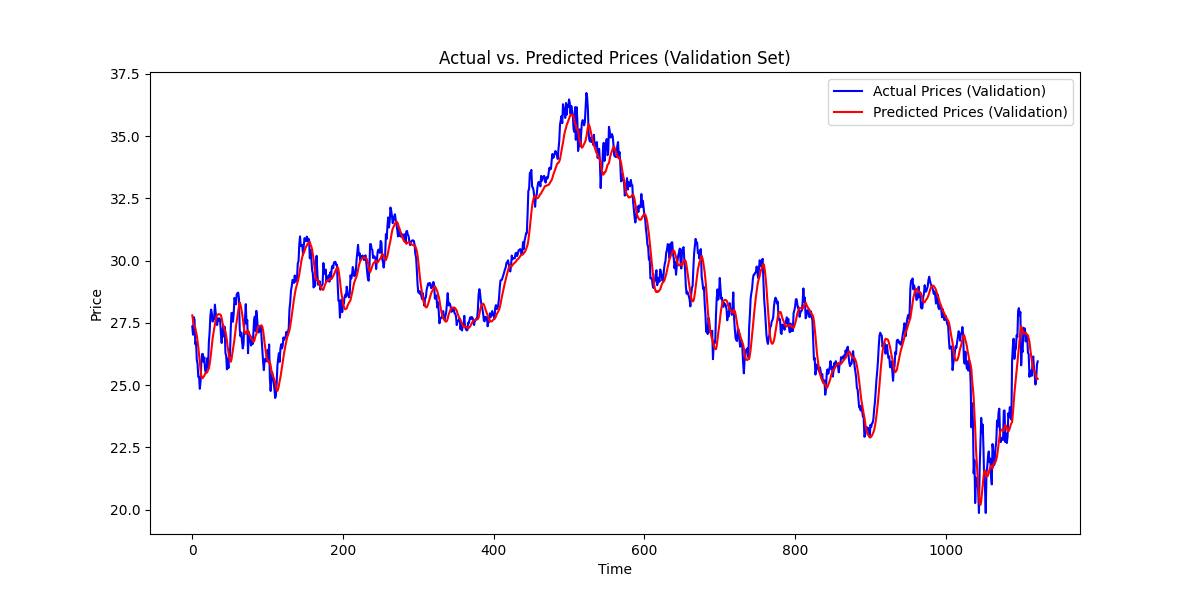 Actual vs. Predicted Prices (Validation Set)
Actual Prices (Validation)
Predicted Prices (Validation)
37.5
35.0
32.5
30.0
27.5
25.0
22.5
20.0
Price
0 200 400 600 800 1000
Time